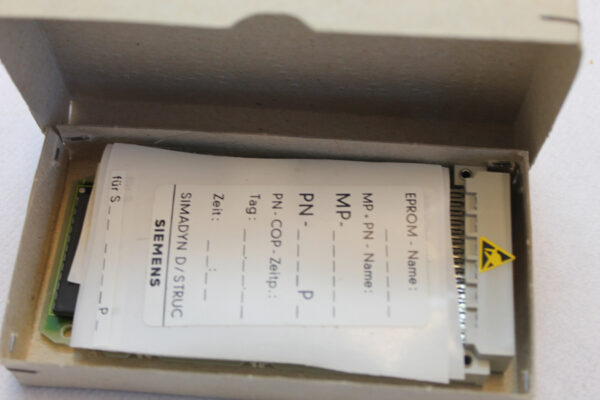 EPROM - Name:
_ _ _ _ _ _
MP + PN - Name:
MP- _ _ _ _ _ _
PN - _ _ _ _ P _
PN - COP - Zeitp.:
Tag: _ _._ _._ _
Zeit: _ _:_ _
SIMADYN D/STRUC
SIEMENS
für S _ _ _ _ _ _ P _